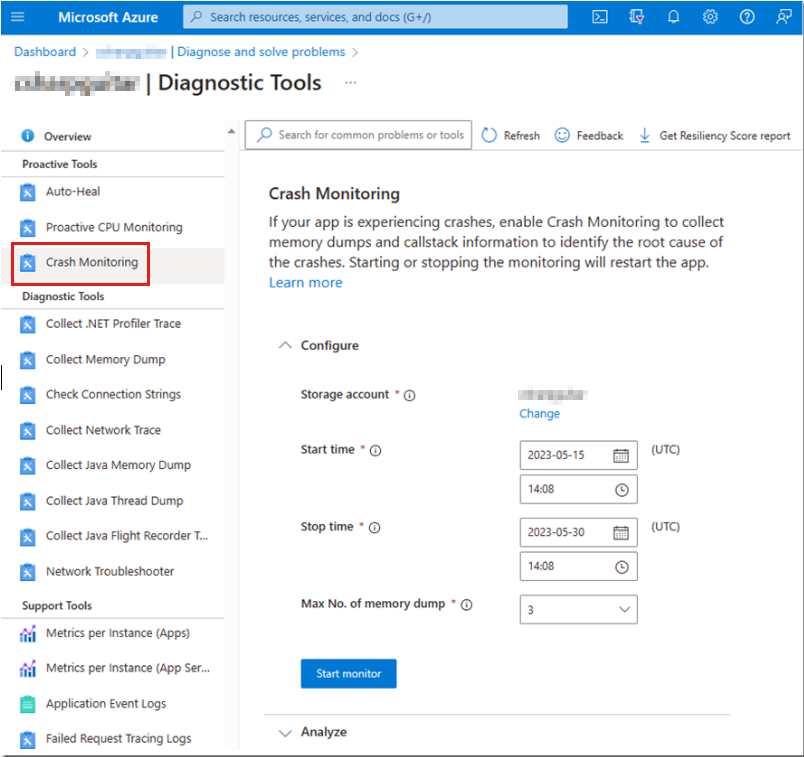 Microsoft Azure
Search resources, services, and docs (G+/)
Dashboard > | Diagnose and solve problems >
| Diagnostic Tools ...
Overview
Proactive Tools
Auto-Heal
Proactive CPU Monitoring
Crash Monitoring
Diagnostic Tools
Collect .NET Profiler Trace
Collect Memory Dump
Check Connection Strings
Collect Network Trace
Collect Java Memory Dump
Collect Java Thread Dump
Collect Java Flight Recorder T...
Network Troubleshooter
Support Tools
Metrics per Instance (Apps)
Metrics per Instance (App Ser...
Application Event Logs
Failed Request Tracing Logs
Search for common problems or tools
Refresh
Feedback
Get Resiliency Score report
Crash Monitoring
If your app is experiencing crashes, enable Crash Monitoring to collect
memory dumps and callstack information to identify the root cause of
the crashes. Starting or stopping the monitoring will restart the app.
Learn more
Configure
Storage account *
Change
Start time *
2023-05-15
(UTC)
14:08
Stop time *
2023-05-30
(UTC)
14:08
Max No. of memory dump *
3
Start monitor
Analyze